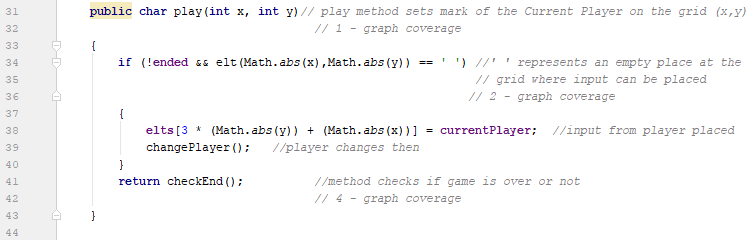 31 public char play(int x, int y)// play method sets mark of the Current Player on the grid (x,y)
32 // 1 - graph coverage
33 {
34 if (!ended && elt(Math.abs(x),Math.abs(y)) == ' ') //' ' represents an empty place at the
35 // grid where input can be placed
36 // 2 - graph coverage
37 {
38 elts[3 * (Math.abs(y)) + (Math.abs(x))] = currentPlayer; //input from player placed
39 changePlayer(); //player changes then
40 }
41 return checkEnd(); //method checks if game is over or not
42 // 4 - graph coverage
43 }
44